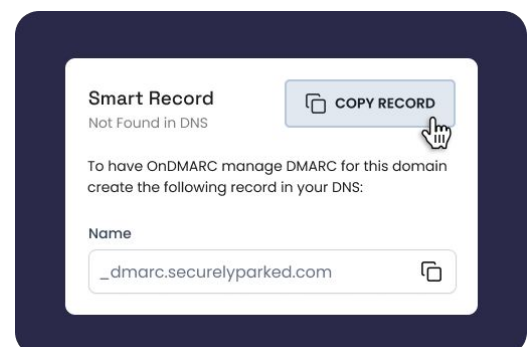 Smart Record
COPY RECORD
Not Found in DNS
To have OnDMARC manage DMARC for this domain
create the following record in your DNS:
Name
_dmarc.securelyparked.com